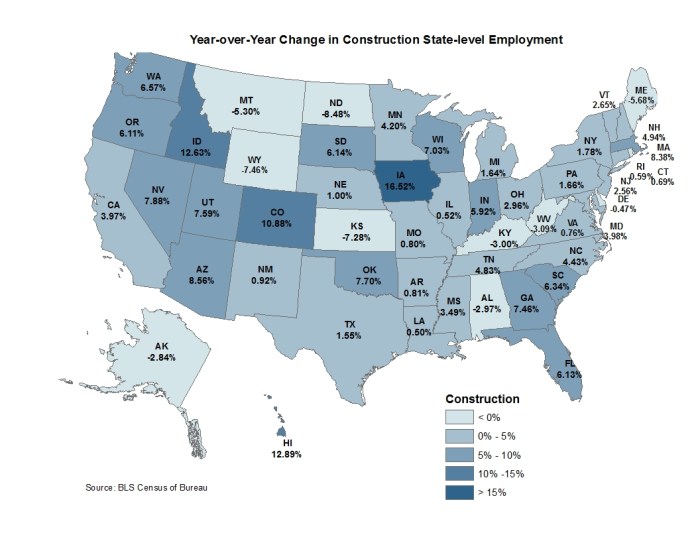 Year-over-Year Change in Construction State-level Employment
WA
6.57%
OR
6.11%
CA
3.97%
NV
7.88%
ID
12.63%
MT
-5.30%
WY
-7.46%
UT
7.59%
AZ
8.56%
CO
10.88%
NM
0.92%
ND
-8.48%
SD
6.14%
NE
1.00%
KS
-7.28%
OK
7.70%
TX
1.55%
MN
4.20%
IA
16.52%
MO
0.80%
AR
0.81%
LA
0.50%
WI
7.03%
IL
0.52%
MI
1.64%
IN
5.92%
OH
2.96%
KY
-3.00%
TN
4.83%
MS
3.49%
AL
-2.97%
GA
7.46%
FL
6.13%
SC
6.34%
NC
4.43%
VA
0.76%
WV
-3.09%
PA
1.66%
NY
1.78%
VT
2.65%
ME
-5.68%
NH
4.94%
MA
8.38%
RI
0.59%
CT
0.69%
NJ
2.56%
DE
-0.47%
MD
3.98%
AK
-2.84%
HI
12.89%
Construction
< 0%
0% - 5%
5% - 10%
10% -15%
> 15%
Source: BLS Census of Bureau